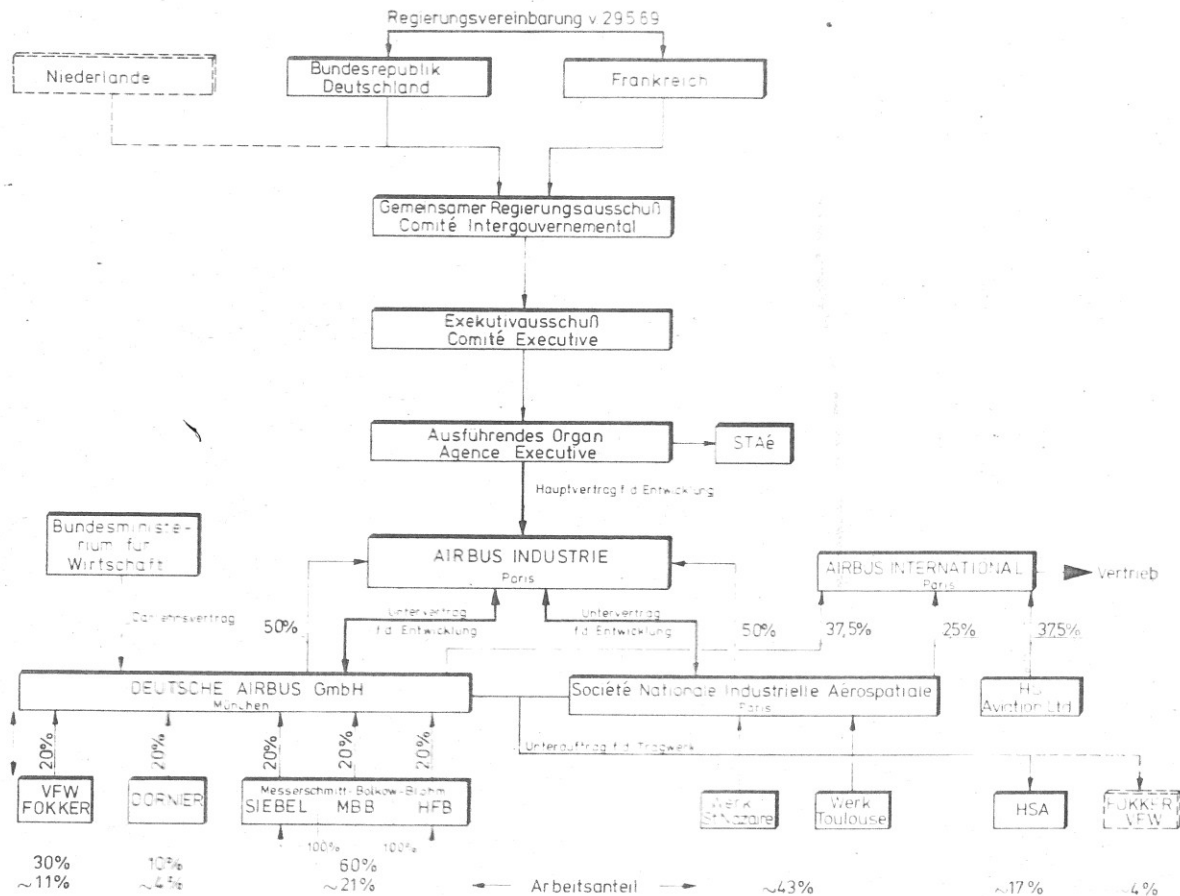 Regierungsvereinbarung v. 29.5.69
Niederlande
Bundesrepublik
Deutschland
Frankreich
Gemeinsamer Regierungsausschuß
Comité Intergouvernemental
Exekutivausschuß
Comité Executive
Ausführendes Organ
Agence Executive
STAé
Hauptvertrag f.d. Entwicklung
Bundesministe-
rium für
Wirtschaft
AIRBUS INDUSTRIE
Paris
AIRBUS INTERNATIONAL
Paris
Vertrieb
Darlehnsvertrag
50%
Untervertrag
f.d. Entwicklung
Untervertrag
f.d. Entwicklung
50%
37,5%
25%
37,5%
DEUTSCHE AIRBUS GmbH
München
Société Nationale Industrielle Aérospatiale
Paris
HS
Aviation Ltd.
20%
20%
20%
20%
20%
Unterauftrag f.d. Tragwerk
VFW
FOKKER
DORNIER
Messerschmitt-Bölkow-Blohm
SIEBEL MBB HFB
Werk
St Nazaire
Werk
Toulouse
HSA
FOKKER
VFW
100% 100%
30% 10% 60%
~11% ~4% ~21% Arbeitsanteil ~43% ~17% ~4%